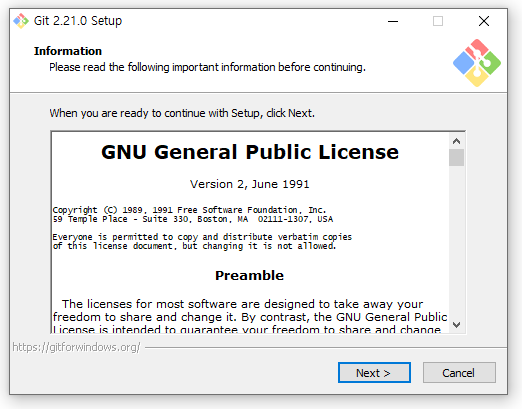 Git 2.21.0 Setup
Information
Please read the following important information before continuing.
When you are ready to continue with Setup, click Next.
GNU General Public License
Version 2, June 1991
Copyright (C) 1989, 1991 Free Software Foundation, Inc.
59 Temple Place - Suite 330, Boston, MA  02111-1307, USA
Everyone is permitted to copy and distribute verbatim copies
of this license document, but changing it is not allowed.
Preamble
The licenses for most software are designed to take away your
freedom to share and change it. By contrast, the GNU General Public
License is intended to guarantee your freedom to share and change
https://gitforwindows.org/
Next >
Cancel